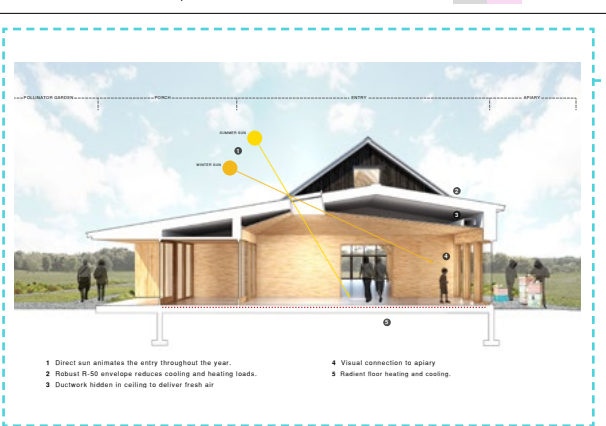 POLLINATOR GARDEN
PORCH
ENTRY
APIARY
SUMMER SUN
1
WINTER SUN
2
3
4
5
1 Direct sun animates the entry throughout the year.
2 Robust R-50 envelope reduces cooling and heating loads.
3 Ductwork hidden in ceiling to deliver fresh air
4 Visual connection to apiary
5 Radient floor heating and cooling.